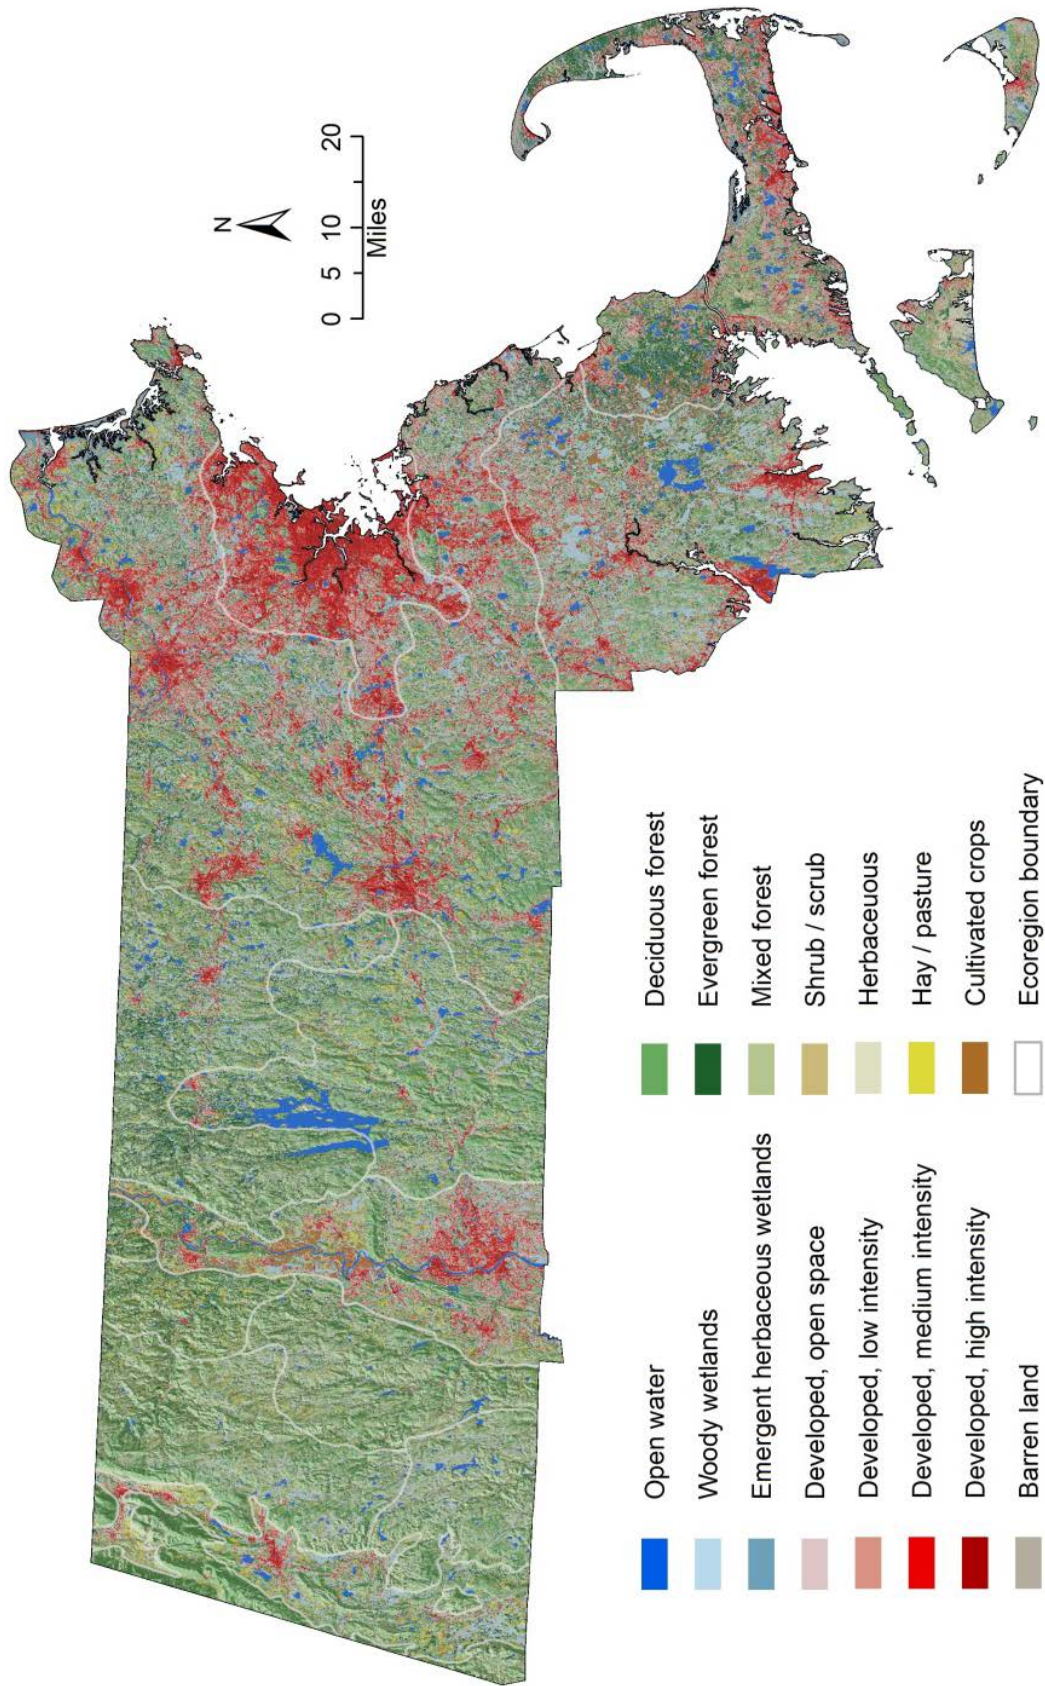 N
0 5 10 20
Miles
Open water
Woody wetlands
Emergent herbaceous wetlands
Developed, open space
Developed, low intensity
Developed, medium intensity
Developed, high intensity
Barren land
Deciduous forest
Evergreen forest
Mixed forest
Shrub / scrub
Herbaceuous
Hay / pasture
Cultivated crops
Ecoregion boundary